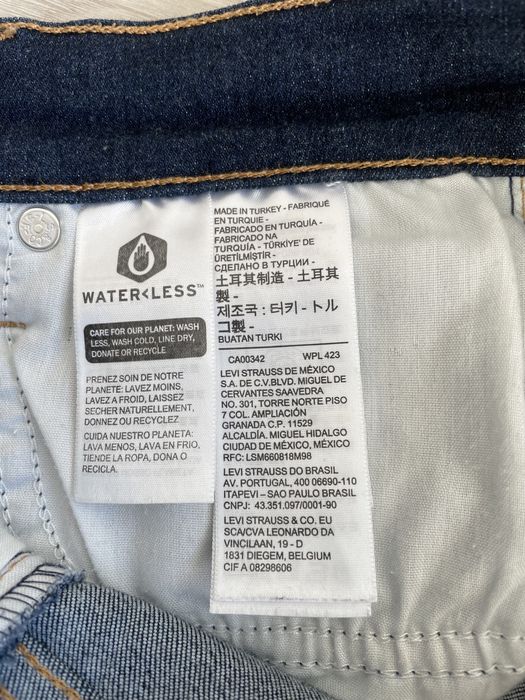 WATER<LESS™
CARE FOR OUR PLANET: WASH
LESS, WASH COLD, LINE DRY,
DONATE OR RECYCLE
PRENEZ SOIN DE NOTRE
PLANETE: LAVEZ MOINS,
LAVEZ A FROID, LAISSEZ
SECHER NATURELLEMENT,
DONNEZ OU RECYCLEZ
CUIDA NUESTRO PLANETA:
LAVA MENOS, LAVA EN FRIO,
TIENDE LA ROPA, DONA O
RECICLA.
MADE IN TURKEY - FABRIQUÉ
EN TURQUIE -
FABRICADO EN TURQUÍA -
FABRICADO NA
TURQUÍA - TÜRKİYE' DE
ÜRETİLMİŞTİR -
СДЕЛАНО В ТУРЦИИ -
土耳其制造 - 土耳其
製 -
제조국 : 터키 - トル
コ製 -
BUATAN TURKI
CA00342 WPL 423
LEVI STRAUSS DE MÉXICO
S.A. DE C.V.BLVD. MIGUEL DE
CERVANTES SAAVEDRA
NO. 301, TORRE NORTE PISO
7 COL. AMPLIACIÓN
GRANADA C.P. 11529
ALCALDÍA. MIGUEL HIDALGO
CIUDAD DE MÉXICO, MÉXICO
RFC: LSM660818M98
LEVI STRAUSS DO BRASIL
AV. PORTUGAL, 400 06690-110
ITAPEVI – SAO PAULO BRASIL
CNPJ: 43.351.097/0001-90
LEVI STRAUSS & CO. EU
SCA/CVA LEONARDO DA
VINCILAAN, 19 - D
1831 DIEGEM, BELGIUM
CIF A 08298606